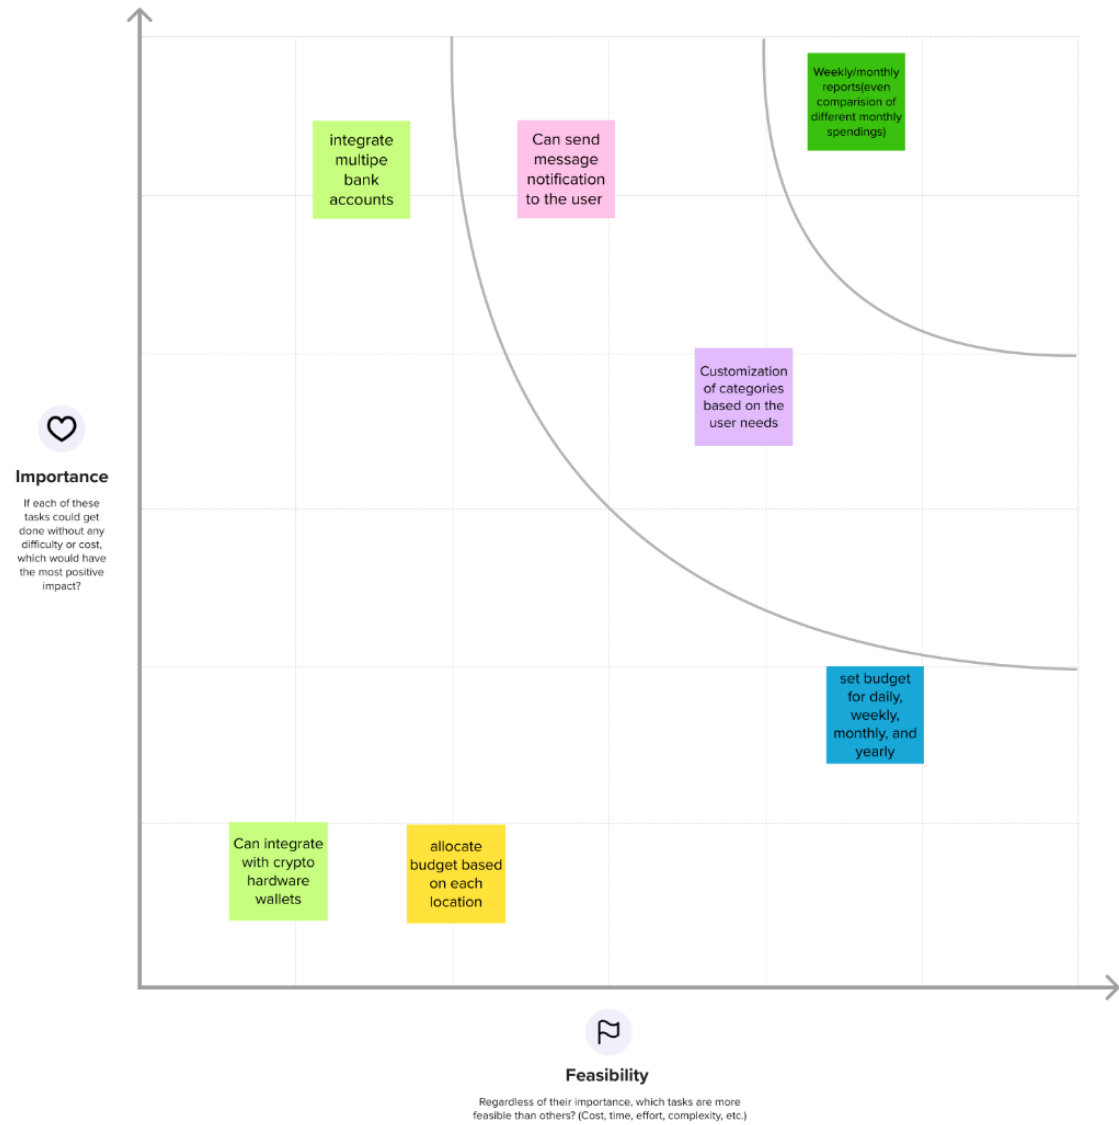 Weekly/monthly
reports(even
comparision of
different monthly
spendings)
integrate
multipe
bank
accounts
Can send
message
notification
to the user
Customization
of categories
based on the
user needs
Importance
If each of these
tasks could get
done without any
difficulty or cost,
which would have
the most positive
impact?
set budget
for daily,
weekly,
monthly, and
yearly
Can integrate
with crypto
hardware
wallets
allocate
budget based
on each
location
Feasibility
Regardless of their importance, which tasks are more
feasible than others? (Cost, time, effort, complexity, etc.)